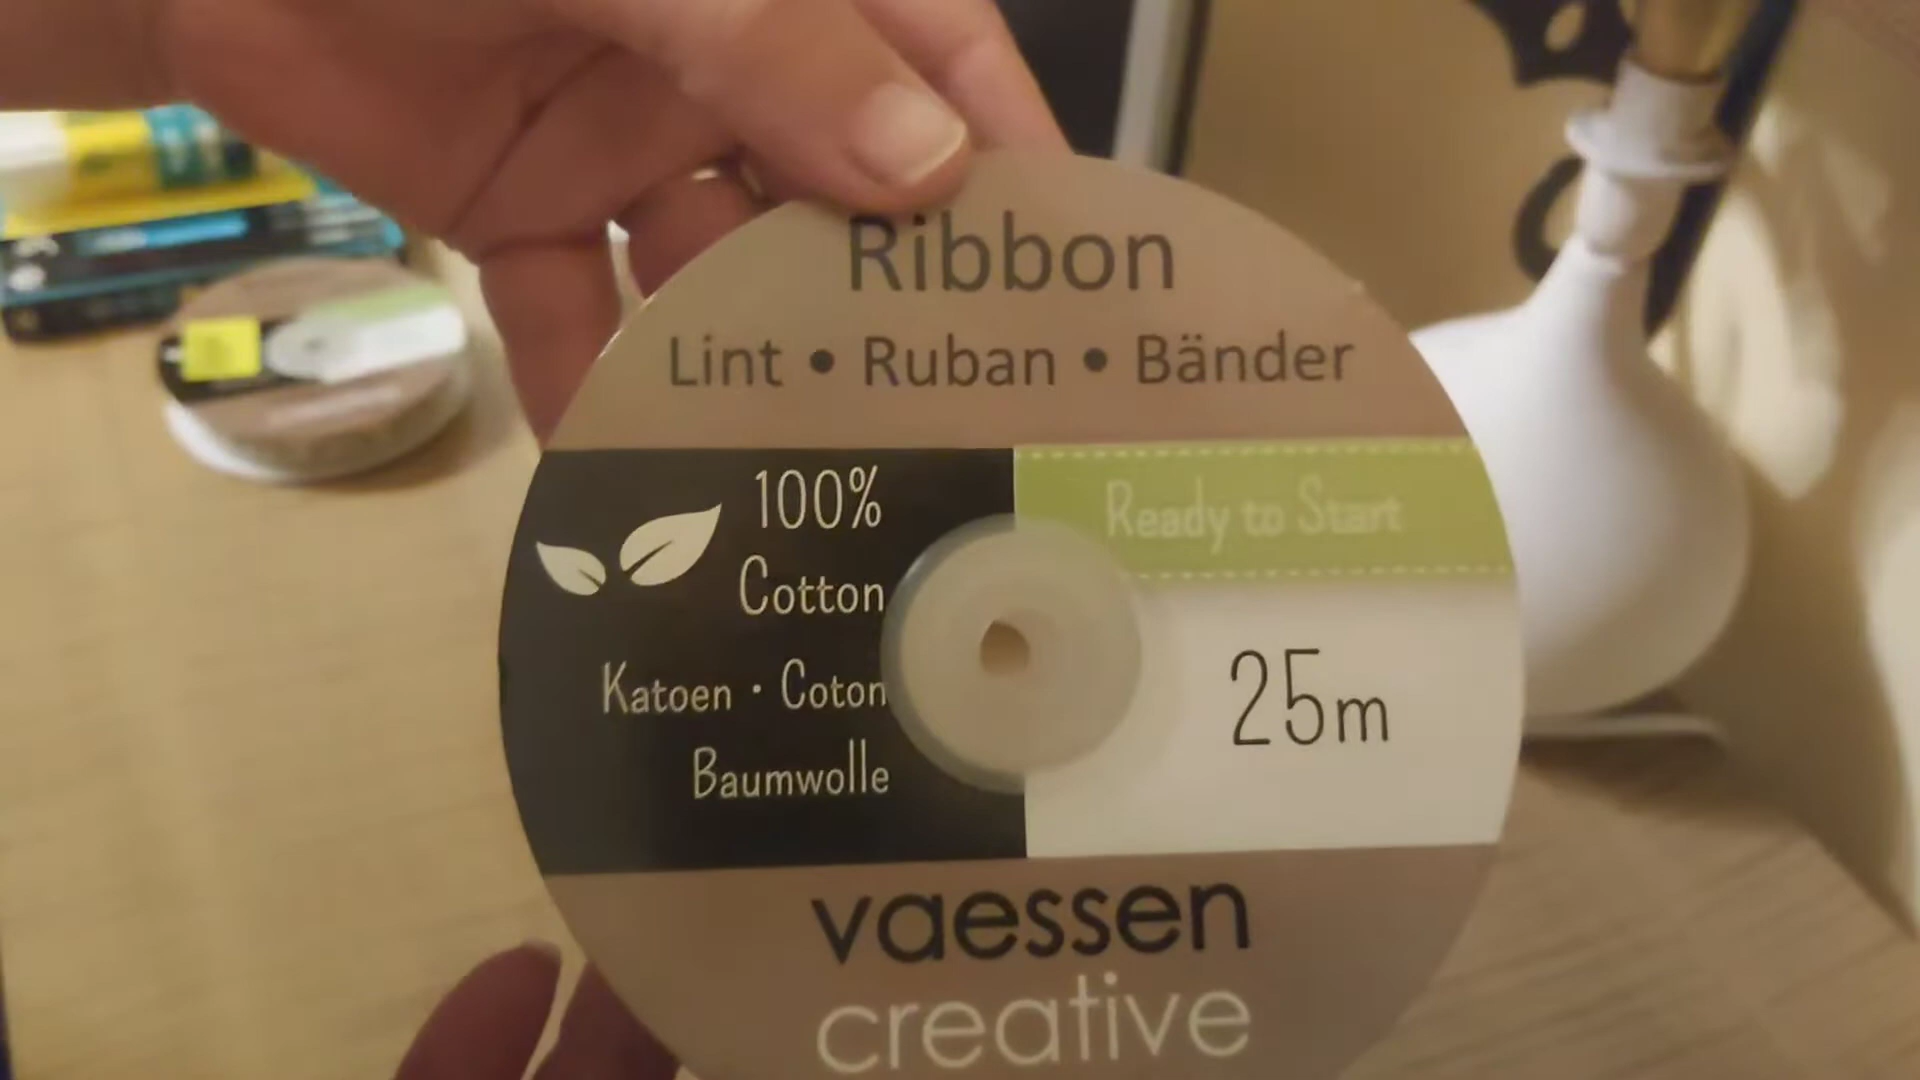 Ribbon
Lint • Ruban • Bänder
100%
Cotton
Katoen • Coton
Baumwolle
Ready to Start
25m
vaessen
creative